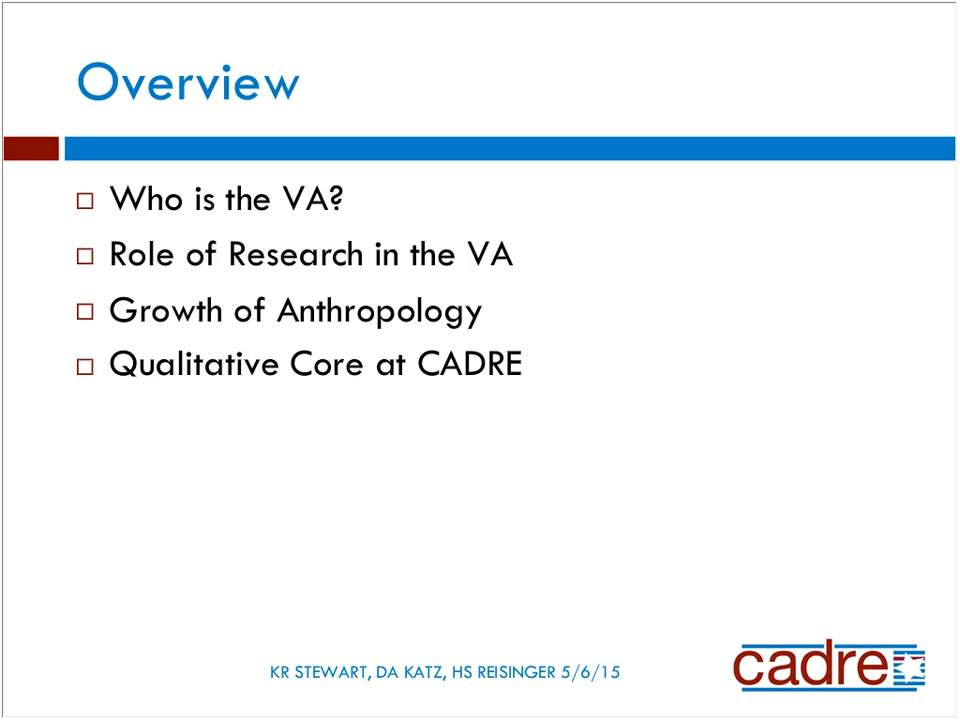 Overview
Who is the VA?
Role of Research in the VA
Growth of Anthropology
Qualitative Core at CADRE
KR STEWART, DA KATZ, HS REISINGER 5/6/15
cadre